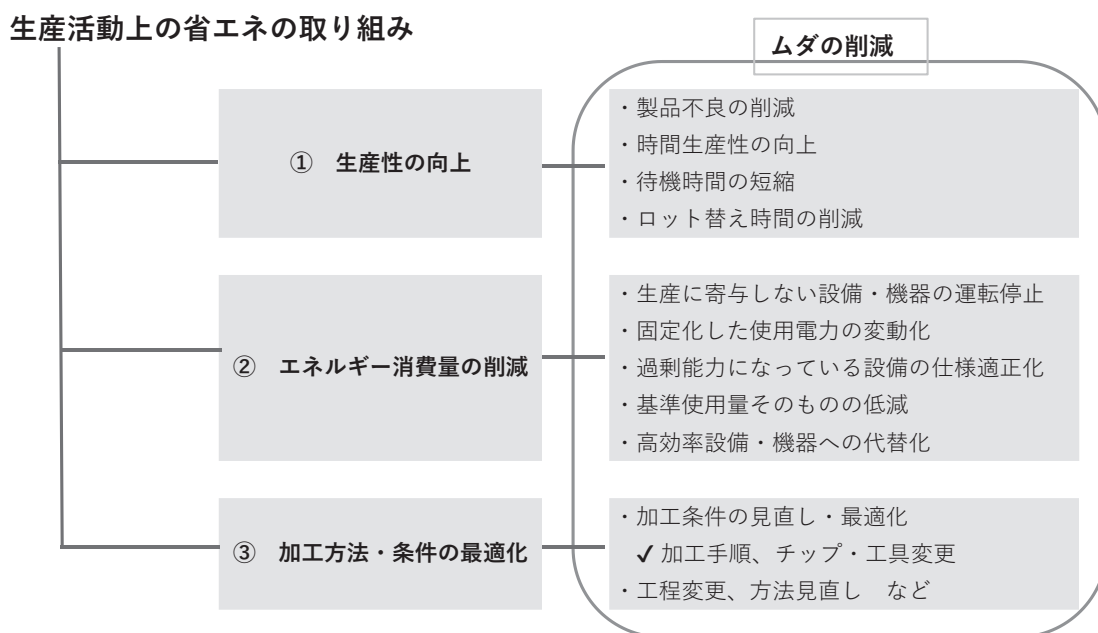 生産活動上の省エネの取り組み
ムダの削減
① 生産性の向上
・製品不良の削減
・時間生産性の向上
・待機時間の短縮
・ロット替え時間の削減
② エネルギー消費量の削減
・生産に寄与しない設備・機器の運転停止
・固定化した使用電力の変動化
・過剰能力になっている設備の仕様適正化
・基準使用量そのものの低減
・高効率設備・機器への代替化
③ 加工方法・条件の最適化
・加工条件の見直し・最適化
✓加工手順、チップ・工具変更
・工程変更、方法見直し など